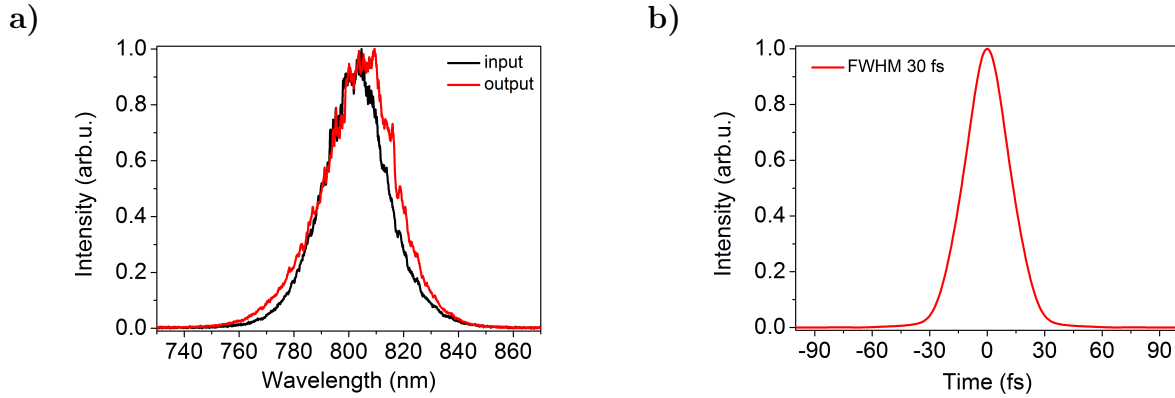 a)
Intensity (arb.u.)
1.0
0.8
0.6
0.4
0.2
0.0
input
output
740 760 780 800 820 840 860
Wavelength (nm)
b)
Intensity (arb.u.)
1.0
0.8
0.6
0.4
0.2
0.0
FWHM 30 fs
-90 -60 -30 0 30 60 90
Time (fs)